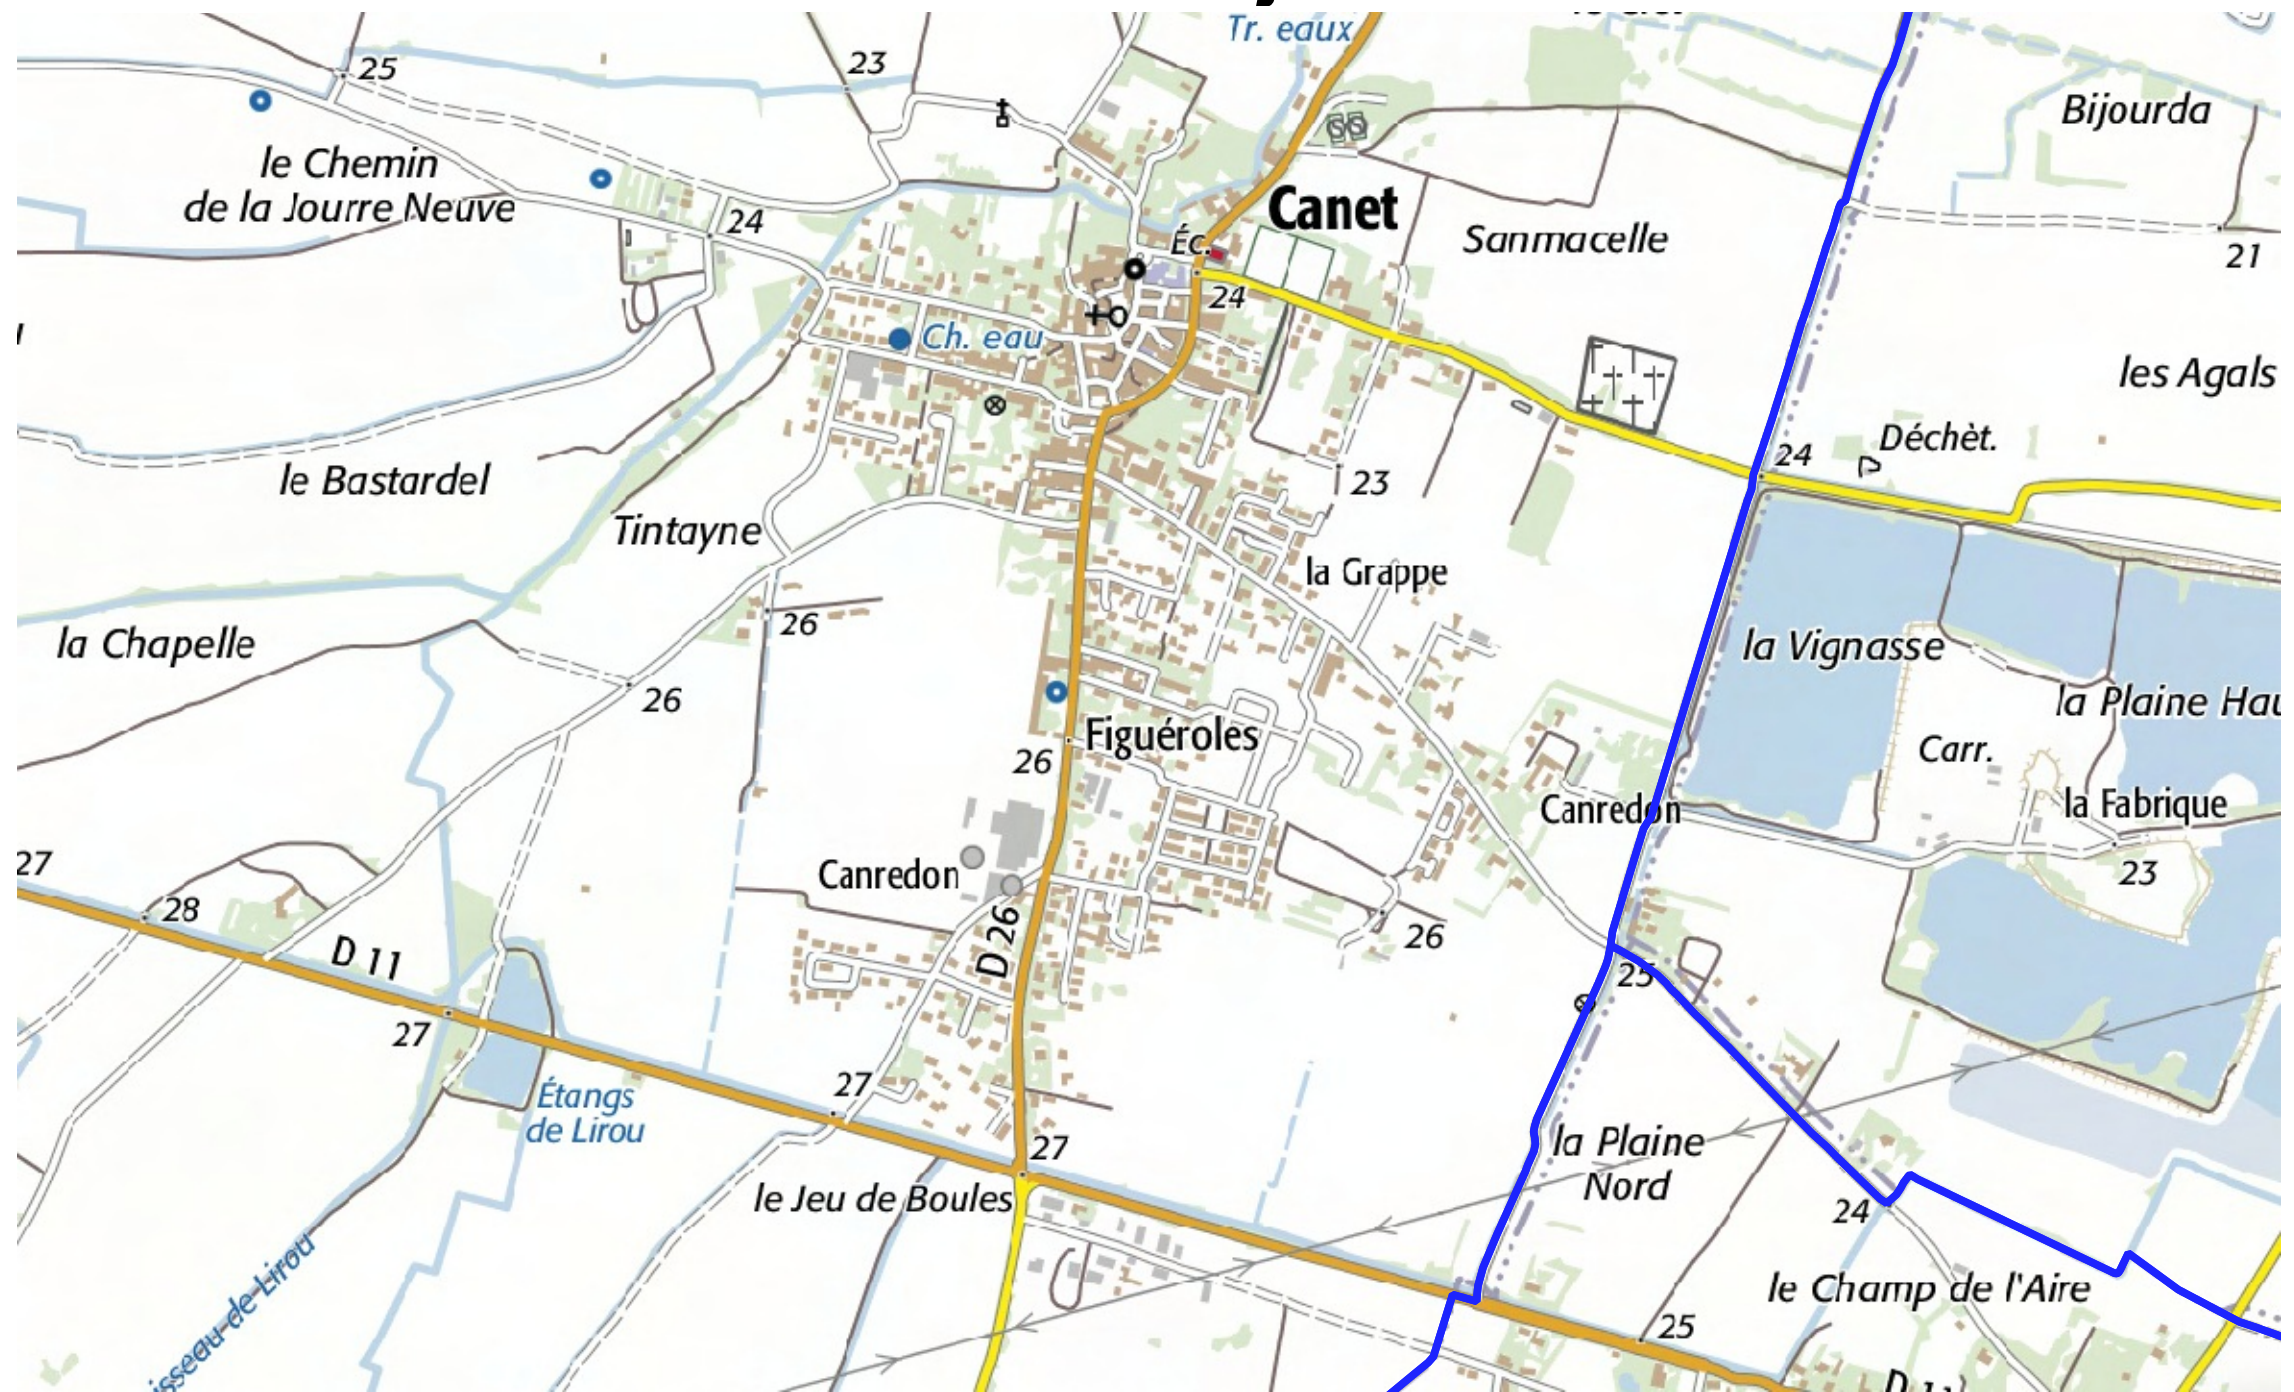 Tr. eaux
25
23
Bijourda
le Chemin
de la Jourre Neuve
24
Canet
Éc.
Sanmacelle
21
24
Ch. eau
les Agals
Déchèt.
24
le Bastardel
23
Tintayne
la Grappe
26
la Chapelle
la Vignasse
26
la Plaine Hau
Figuéroles
26
Carr.
Canredon
la Fabrique
27
Canredon
23
28
D 26
26
D 11
25
27
Étangs
de Lirou
27
la Plaine
Nord
27
le Jeu de Boules
24
isseau de Lirou
le Champ de l'Aire
25